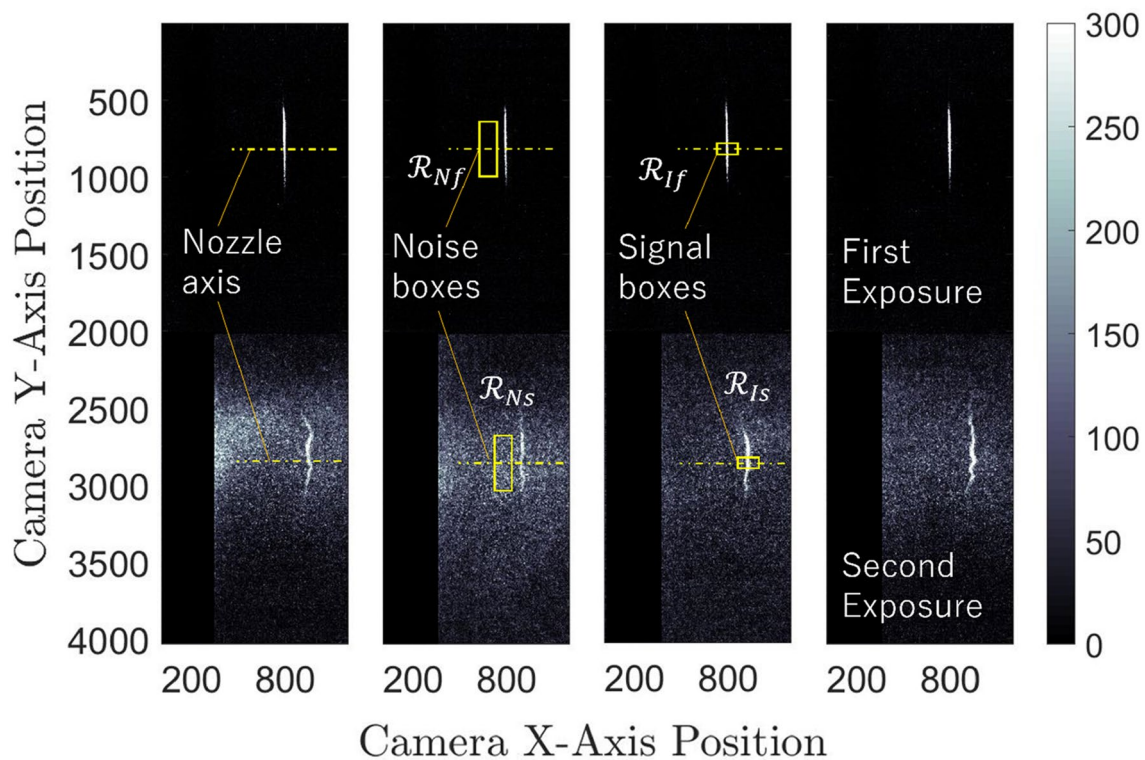 Camera Y-Axis Position
500
1000
1500
2000
2500
3000
3500
4000
Nozzle
axis
ℛNf
Noise
boxes
ℛNs
ℛIf
Signal
boxes
ℛIs
First
Exposure
Second
Exposure
300
250
200
150
100
50
0
200 800 200 800 200 800 200 800
Camera X-Axis Position